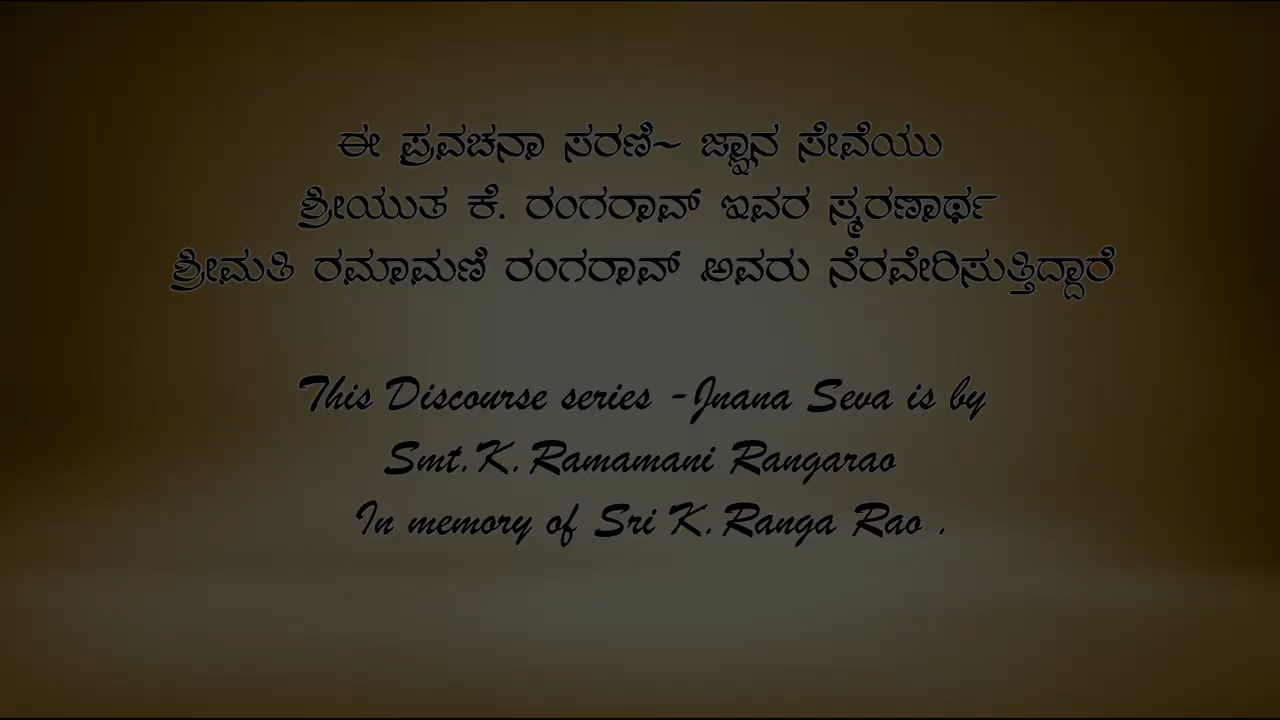 ಈ ಪ್ರವಚನಾ ಸರಣಿ~ ಜ್ಞಾನ ಸೇವೆಯು
ಶ್ರೀಯುತ ಕೆ. ರಂಗರಾವ್ ಇವರ ಸ್ಮರಣಾರ್ಥ
ಶ್ರೀಮತಿ ರಮಾಮಣಿ ರಂಗರಾವ್ ಅವರು ನೆರವೇರಿಸುತ್ತಿದ್ದಾರೆ
This Discourse series -Jnana Seva is by
Smt.K.Ramamani Rangarao
In memory of Sri K.Ranga Rao .